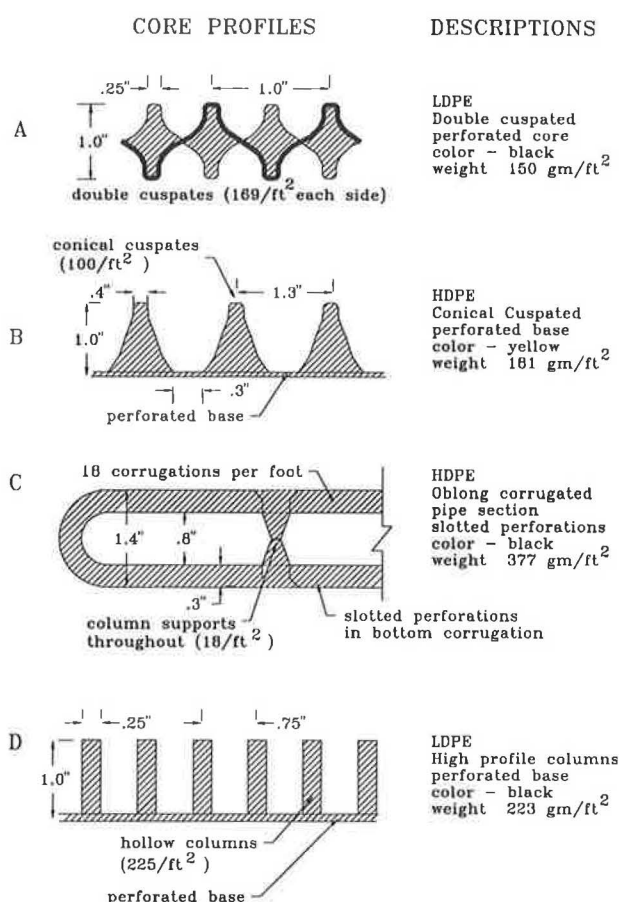 CORE PROFILES
DESCRIPTIONS
A
.25"
1.0"
1.0"
double cuspates (169/ft² each side)
LDPE
Double cuspated
perforated core
color - black
weight 150 gm/ft²
B
conical cuspates
(100/ft²)
.4"
1.3"
1.0"
.3"
perforated base
HDPE
Conical Cuspated
perforated base
color - yellow
weight 181 gm/ft²
C
18 corrugations per foot
1.4"
.8"
.3"
column supports
throughout (18/ft²)
slotted perforations
in bottom corrugation
HDPE
Oblong corrugated
pipe section
slotted perforations
color - black
weight 377 gm/ft²
D
.25"
.75"
1.0"
hollow columns
(225/ft²)
perforated base
LDPE
High profile columns
perforated base
color - black
weight 223 gm/ft²